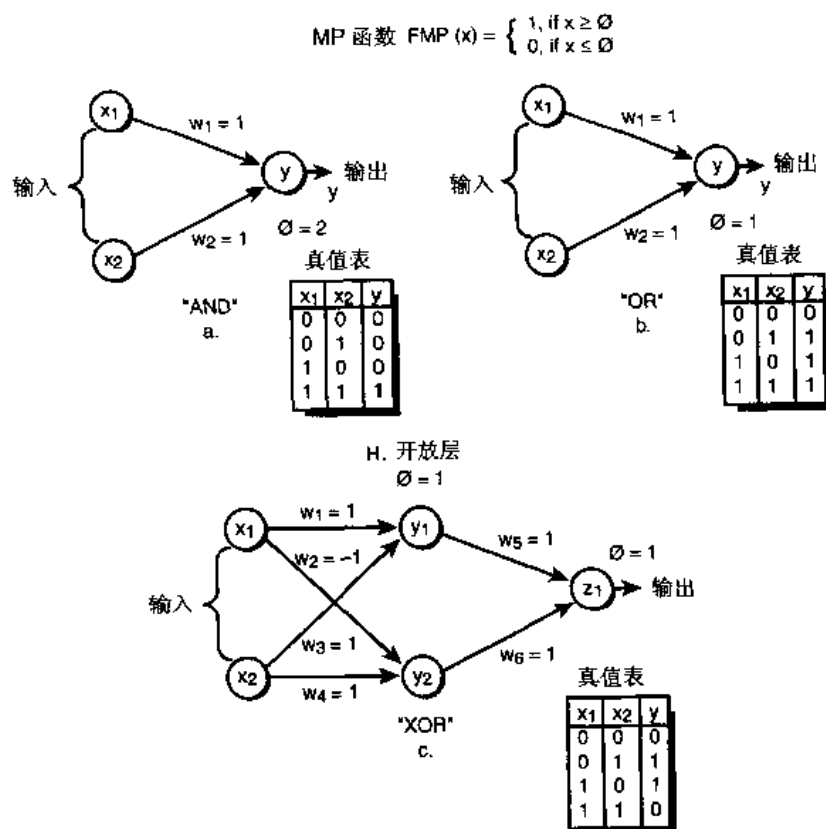 MP 函数 FMP (x) = { 1, if x ≥ Ø
0, if x ≤ Ø
x1
w1 = 1
输入
y
输出
y
w2 = 1
Ø = 2
x2
"AND"
a.
真值表
x1 x2 y
0 0 0
0 1 0
1 0 0
1 1 1
x1
w1 = 1
输入
y
输出
y
w2 = 1
Ø = 1
x2
"OR"
b.
真值表
x1 x2 y
0 0 0
0 1 1
1 0 1
1 1 1
H. 开放层
Ø = 1
x1
w1 = 1
y1
w2 = -1
w5 = 1
Ø = 1
输入
z1
输出
w3 = 1
w6 = 1
x2
w4 = 1
y2
"XOR"
c.
真值表
x1 x2 y
0 0 0
0 1 1
1 0 1
1 1 0